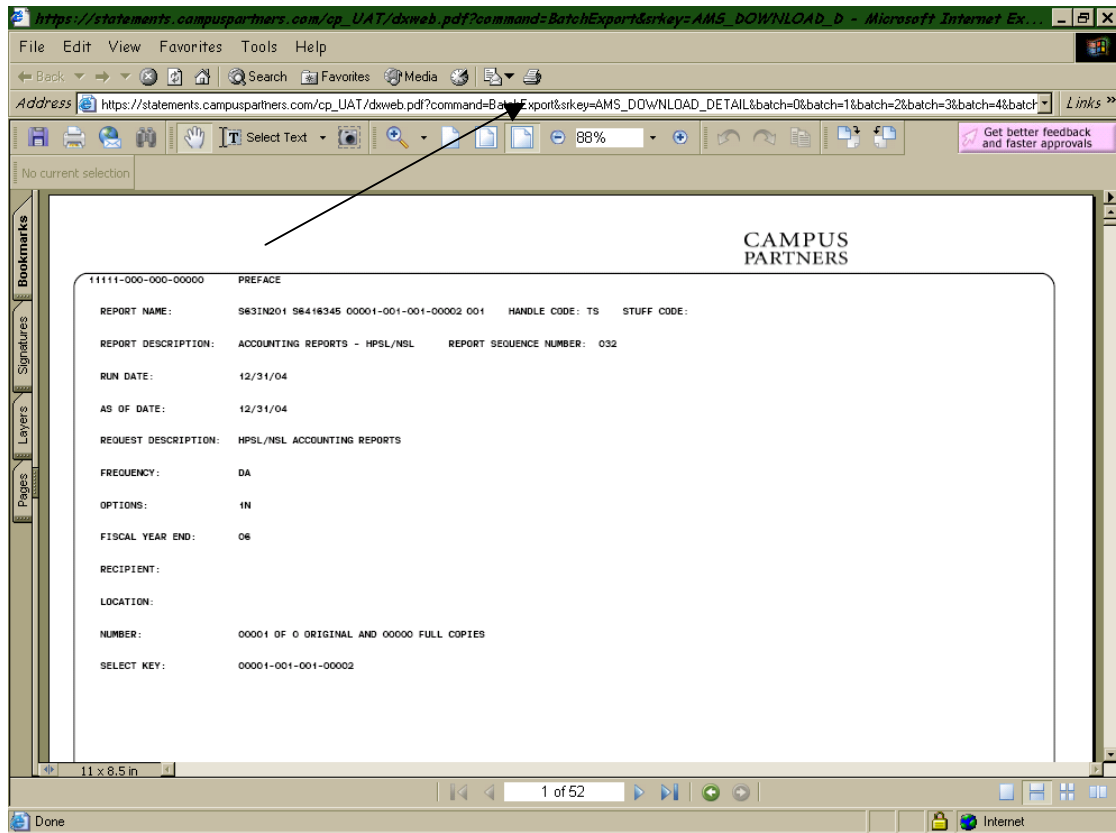 https://statements.campuspartners.com/cp_UAT/dxweb.pdf?command=BatchExport&srkey=AMS_DOWNLOAD_D - Microsoft Internet Ex...
File Edit View Favorites Tools Help
Back Search Favorites Media
Address https://statements.campuspartners.com/cp_UAT/dxweb.pdf?command=BatchExport&srkey=AMS_DOWNLOAD_DETAIL&batch=0&batch=1&batch=2&batch=3&batch=4&batch Links »
Select Text 88% Get better feedback
and faster approvals
No current selection
Bookmarks
Signatures
Layers
Pages
CAMPUS
PARTNERS
11111-000-000-00000 PREFACE
REPORT NAME: S63IN201 S6416345 00001-001-001-00002 001 HANDLE CODE: TS STUFF CODE:
REPORT DESCRIPTION: ACCOUNTING REPORTS - HPSL/NSL REPORT SEQUENCE NUMBER: 032
RUN DATE: 12/31/04
AS OF DATE: 12/31/04
REQUEST DESCRIPTION: HPSL/NSL ACCOUNTING REPORTS
FREQUENCY: DA
OPTIONS: 1N
FISCAL YEAR END: 06
RECIPIENT:
LOCATION:
NUMBER: 00001 OF 0 ORIGINAL AND 00000 FULL COPIES
SELECT KEY: 00001-001-001-00002
11 x 8.5 in
1 of 52
Done Internet